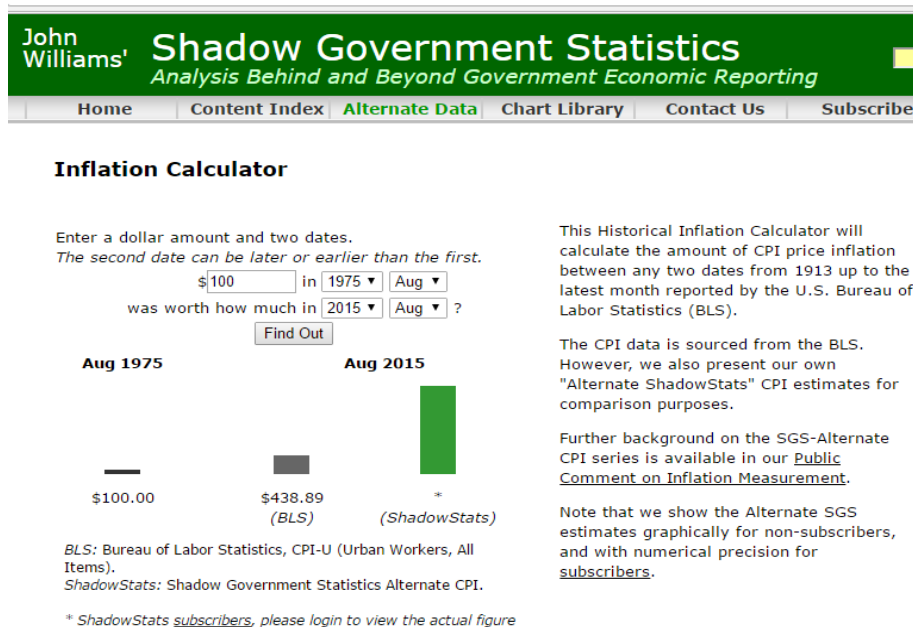 John
Williams'
Shadow Government Statistics
Analysis Behind and Beyond Government Economic Reporting
Home Content Index Alternate Data Chart Library Contact Us Subscribe
Inflation Calculator
Enter a dollar amount and two dates.
The second date can be later or earlier than the first.
$ 100 in 1975 Aug
was worth how much in 2015 Aug ?
Find Out
Aug 1975 Aug 2015
$100.00 $438.89 *
(BLS) (ShadowStats)
BLS: Bureau of Labor Statistics, CPI-U (Urban Workers, All
Items).
ShadowStats: Shadow Government Statistics Alternate CPI.
* ShadowStats subscribers, please login to view the actual figure
This Historical Inflation Calculator will
calculate the amount of CPI price inflation
between any two dates from 1913 up to the
latest month reported by the U.S. Bureau of
Labor Statistics (BLS).
The CPI data is sourced from the BLS.
However, we also present our own
"Alternate ShadowStats" CPI estimates for
comparison purposes.
Further background on the SGS-Alternate
CPI series is available in our Public
Comment on Inflation Measurement.
Note that we show the Alternate SGS
estimates graphically for non-subscribers,
and with numerical precision for
subscribers.